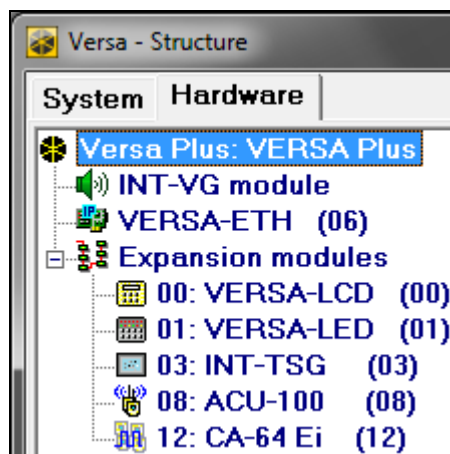 Versa - Structure
System Hardware
Versa Plus: VERSA Plus
INT-VG module
VERSA-ETH (06)
Expansion modules
00: VERSA-LCD (00)
01: VERSA-LED (01)
03: INT-TSG (03)
08: ACU-100 (08)
12: CA-64 Ei (12)